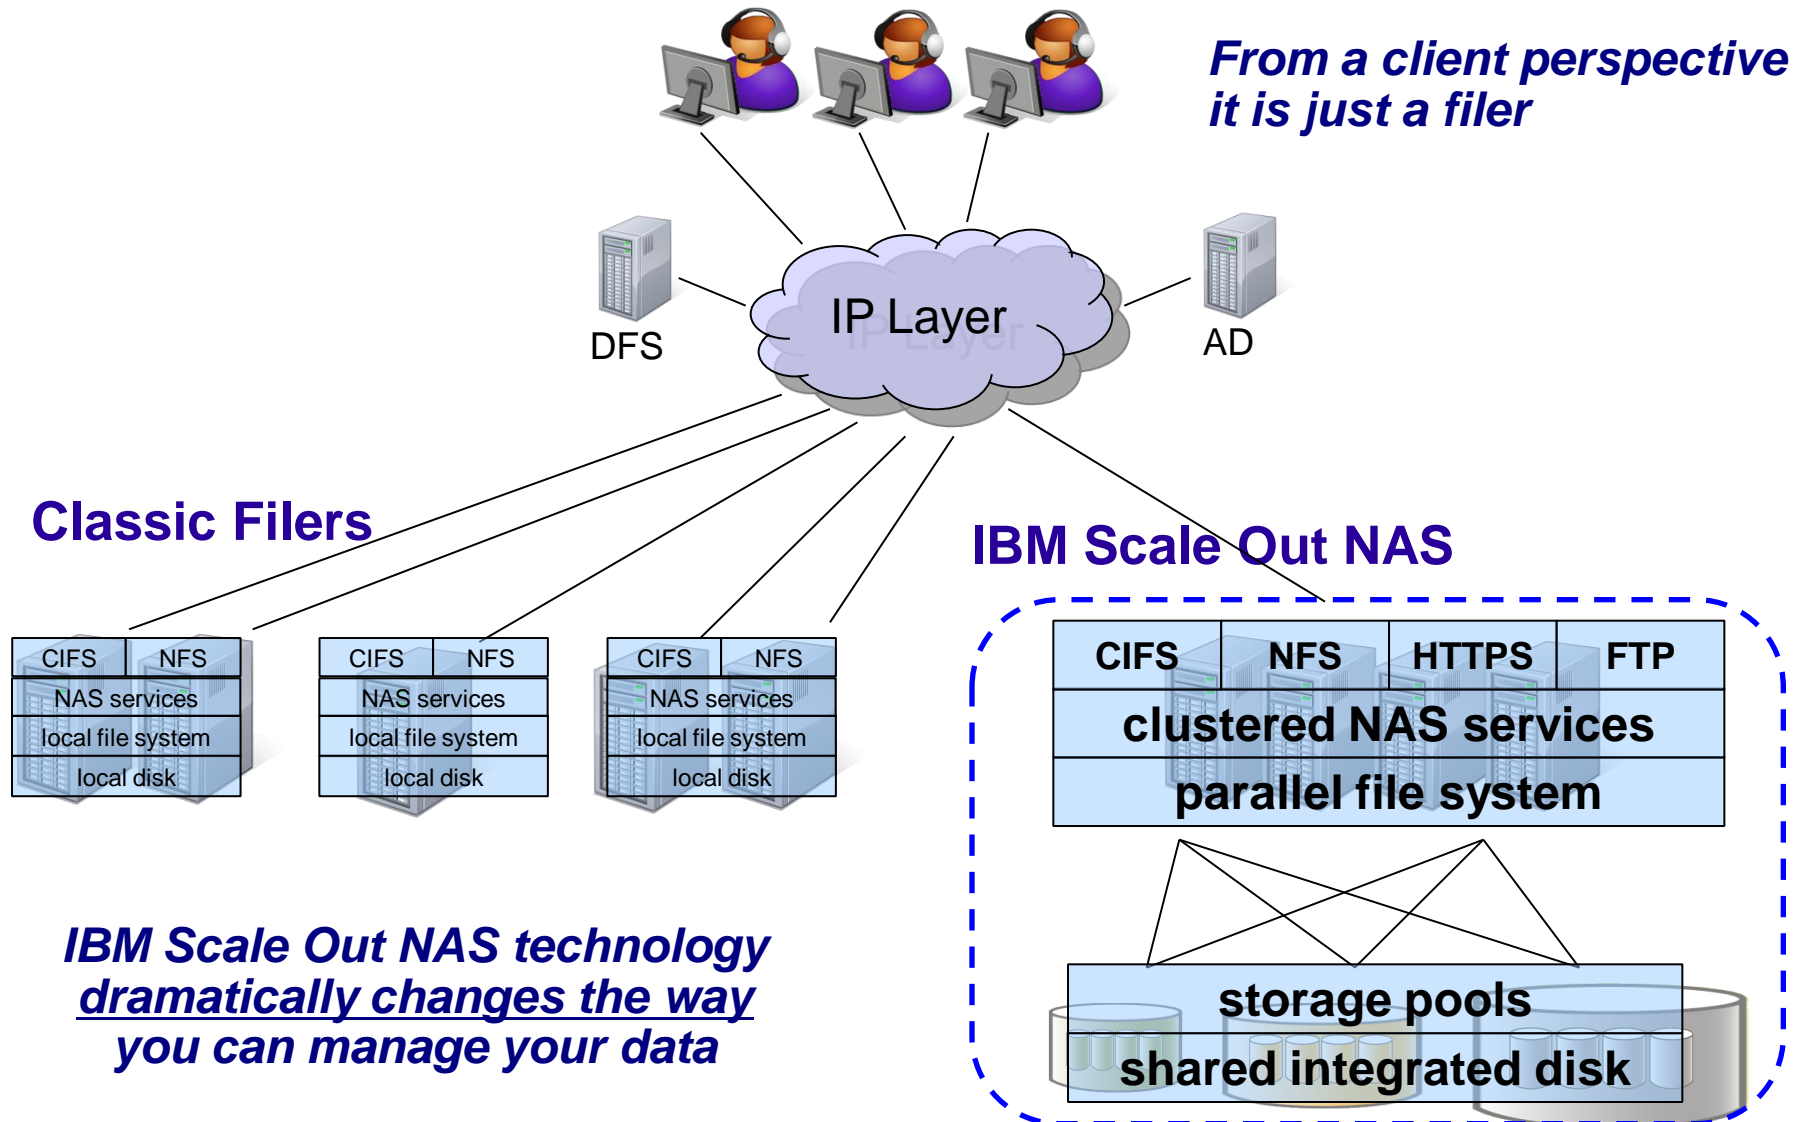 From a client perspective
it is just a filer
IP Layer
IP Layer
DFS
AD
Classic Filers
IBM Scale Out NAS
CIFS NFS
NAS services
local file system
local disk
CIFS NFS
NAS services
local file system
local disk
CIFS NFS
NAS services
local file system
local disk
CIFS NFS HTTPS FTP
clustered NAS services
parallel file system
storage pools
shared integrated disk
IBM Scale Out NAS technology
dramatically changes the way
you can manage your data